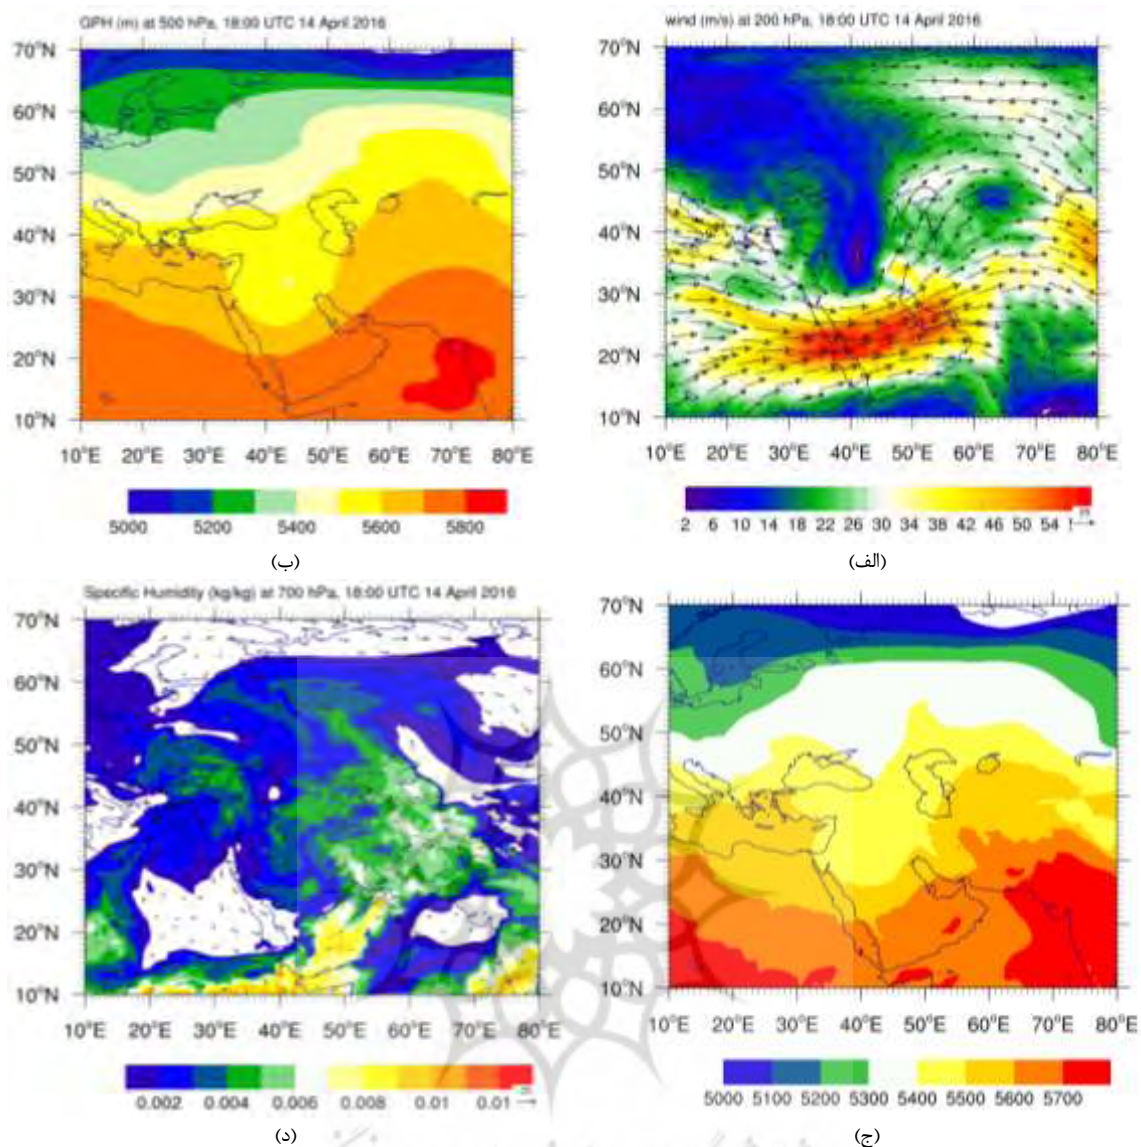 GPH (m) at 500 hPa, 18:00 UTC 14 April 2016
70°N
60°N
50°N
40°N
30°N
20°N
10°N
10°E 20°E 30°E 40°E 50°E 60°E 70°E 80°E
5000 5200 5400 5600 5800
(ب)
wind (m/s) at 200 hPa, 18:00 UTC 14 April 2016
70°N
60°N
50°N
40°N
30°N
20°N
10°N
10°E 20°E 30°E 40°E 50°E 60°E 70°E 80°E
2 6 10 14 18 22 26 30 34 38 42 46 50 54
(الف)
Specific Humidity (kg/kg) at 700 hPa, 18:00 UTC 14 April 2016
70°N
60°N
50°N
40°N
30°N
20°N
10°N
10°E 20°E 30°E 40°E 50°E 60°E 70°E 80°E
0.002 0.004 0.006 0.008 0.01 0.01
(د)
70°N
60°N
50°N
40°N
30°N
20°N
10°N
10°E 20°E 30°E 40°E 50°E 60°E 70°E 80°E
5000 5100 5200 5300 5400 5500 5600 5700
(ج)